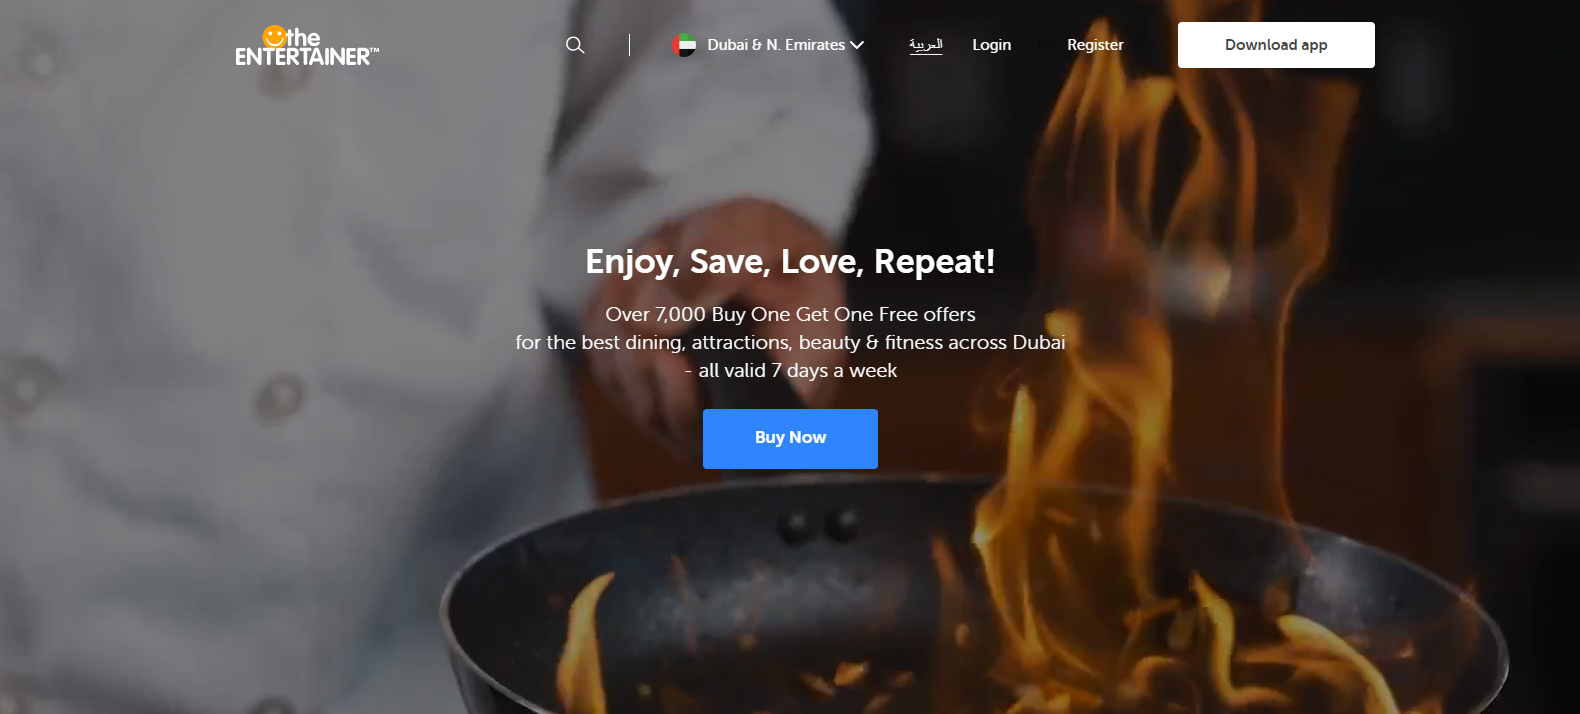 the
ENTERTAINER™
Dubai & N. Emirates
العربية
Login
Register
Download app
Enjoy, Save, Love, Repeat!
Over 7,000 Buy One Get One Free offers
for the best dining, attractions, beauty & fitness across Dubai
- all valid 7 days a week
Buy Now